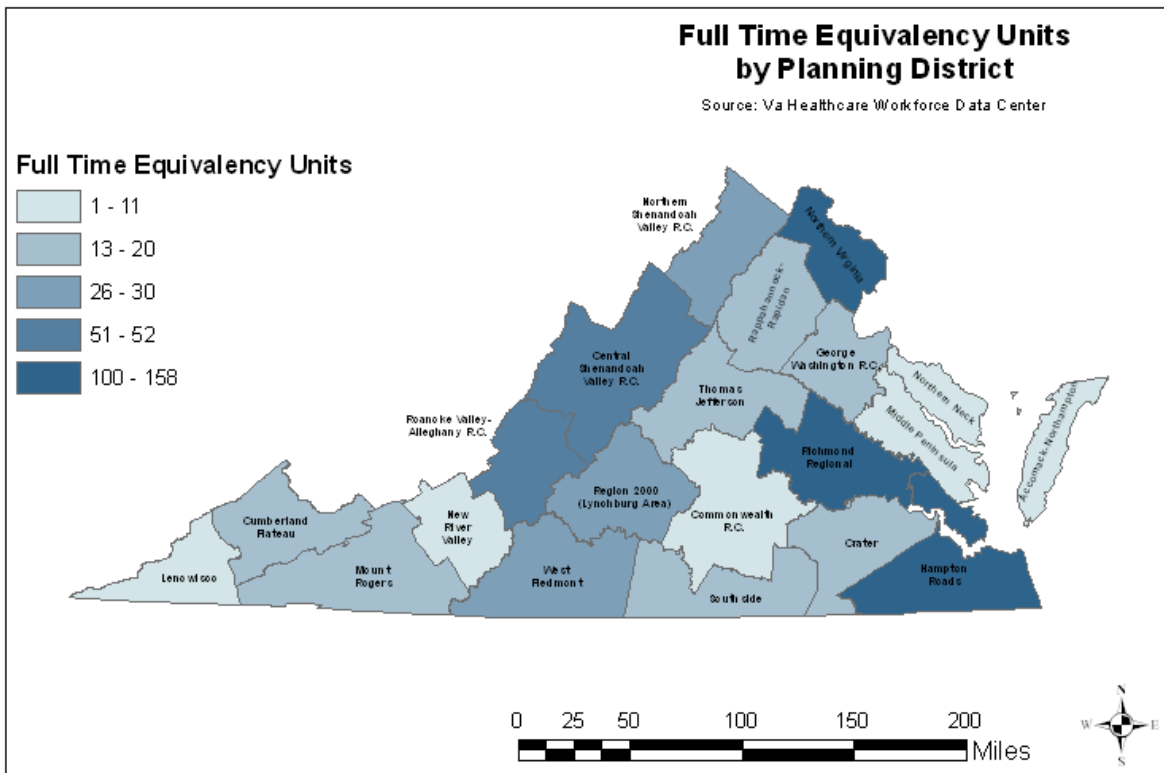 Full Time Equivalency Units
by Planning District
Source: Va Healthcare Workforce Data Center
Full Time Equivalency Units
1 - 11
13 - 20
26 - 30
51 - 52
100 - 158
Northern
Shenandoah
Valley R.C.
Northern Virginia
Rappahannock-
Rapidan
Central
Shenandoah
Valley R.C.
George
Washington R.C.
Northern Neck
Thomas
Jefferson
Middle Peninsula
Accomack-Northampton
Roanoke Valley-
Alleghany R.C.
Richmond
Regional
Region 2000
(Lynchburg Area)
Commonwealth
R.C.
New
River
Valley
Cumberland
Plateau
Crater
Lenowisco
Mount
Rogers
West
Piedmont
Southside
Hampton
Roads
0 25 50 100 150 200
Miles
N
W E
S